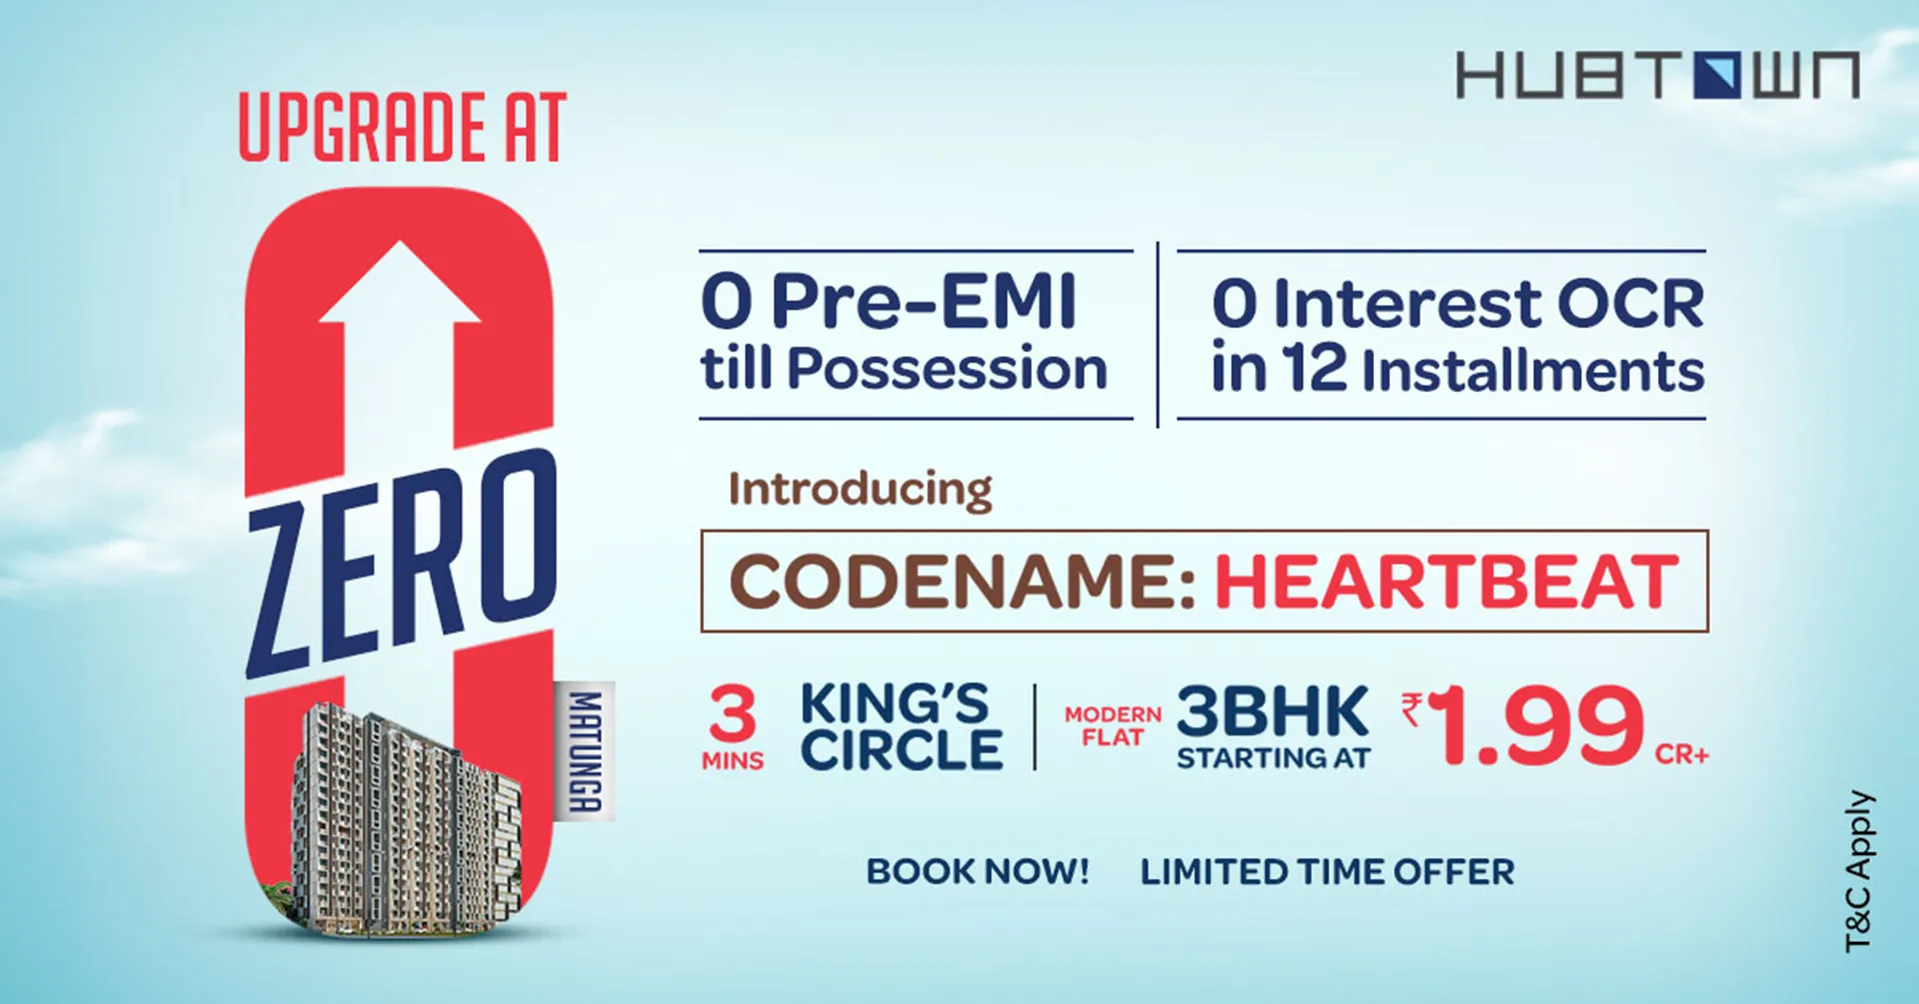 HUBTOWN
UPGRADE AT
ZERO
MATUNGA
0 Pre-EMI
till Possession
0 Interest OCR
in 12 Installments
Introducing
CODENAME: HEARTBEAT
3
MINS
KING'S
CIRCLE
MODERN
FLAT
3BHK
STARTING AT
₹1.99 CR+
BOOK NOW!
LIMITED TIME OFFER
T&C Apply